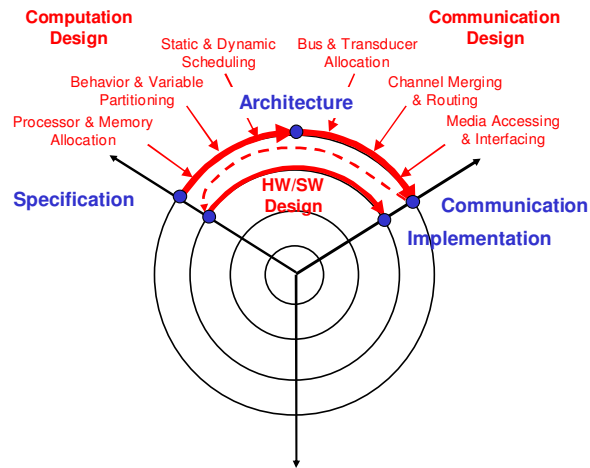 Computation
Design
Communication
Design
Static & Dynamic
Scheduling
Bus & Transducer
Allocation
Behavior & Variable
Partitioning
Channel Merging
& Routing
Architecture
Processor & Memory
Allocation
Media Accessing
& Interfacing
HW/SW
Design
Specification
Communication
Implementation